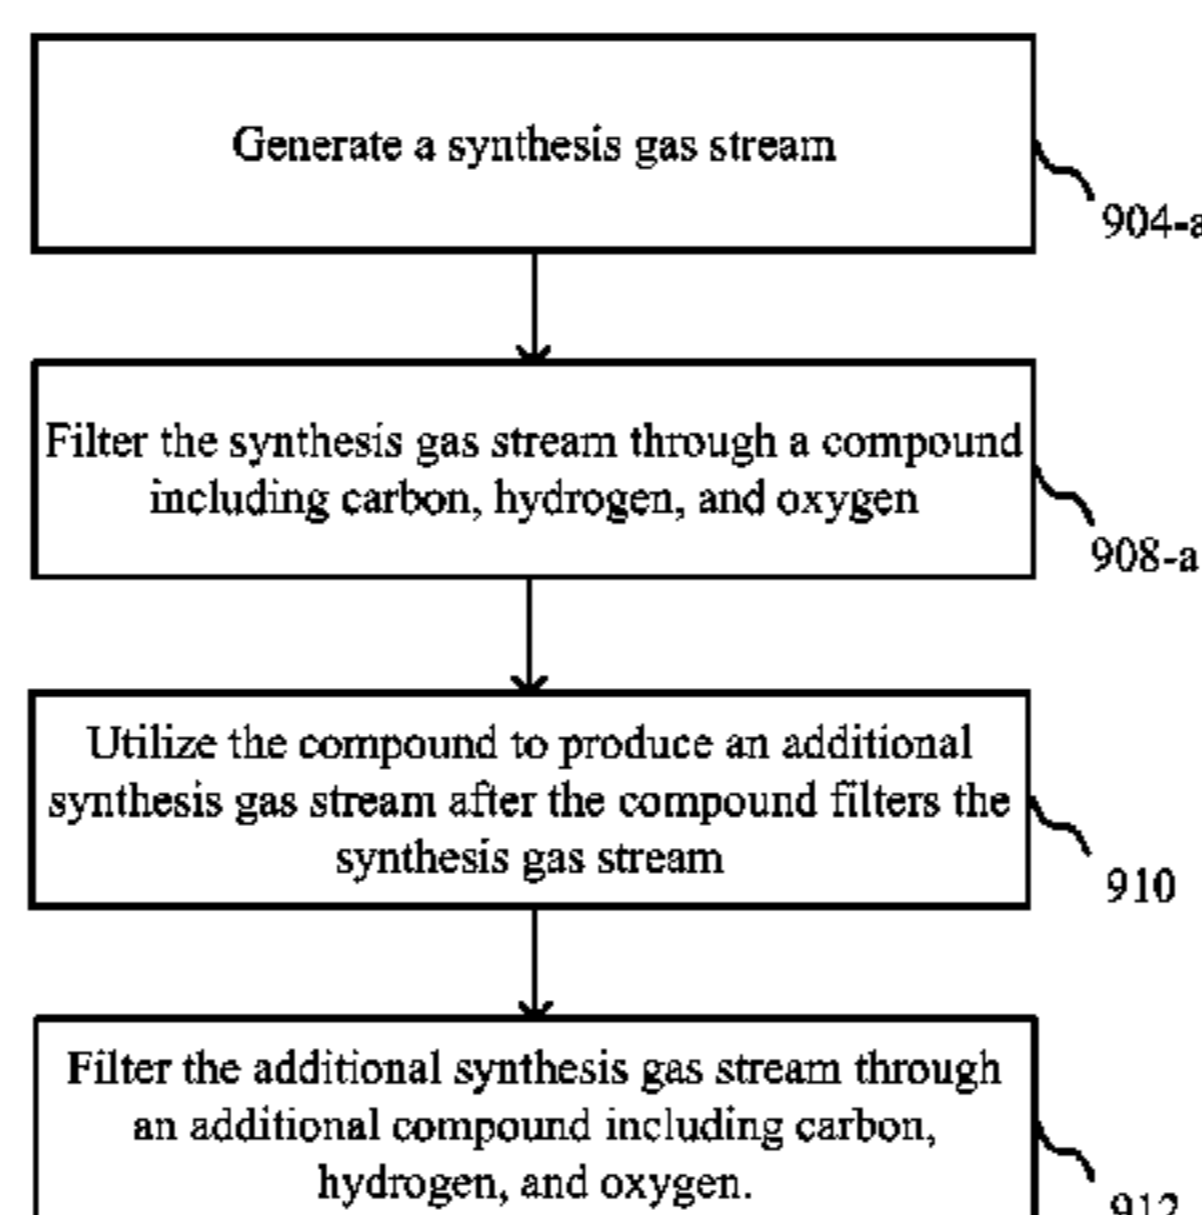 Generate a synthesis gas stream
904-a
Filter the synthesis gas stream through a compound
including carbon, hydrogen, and oxygen
908-a
Utilize the compound to produce an additional
synthesis gas stream after the compound filters the
synthesis gas stream
910
Filter the additional synthesis gas stream through
an additional compound including carbon,
hydrogen, and oxygen.
912